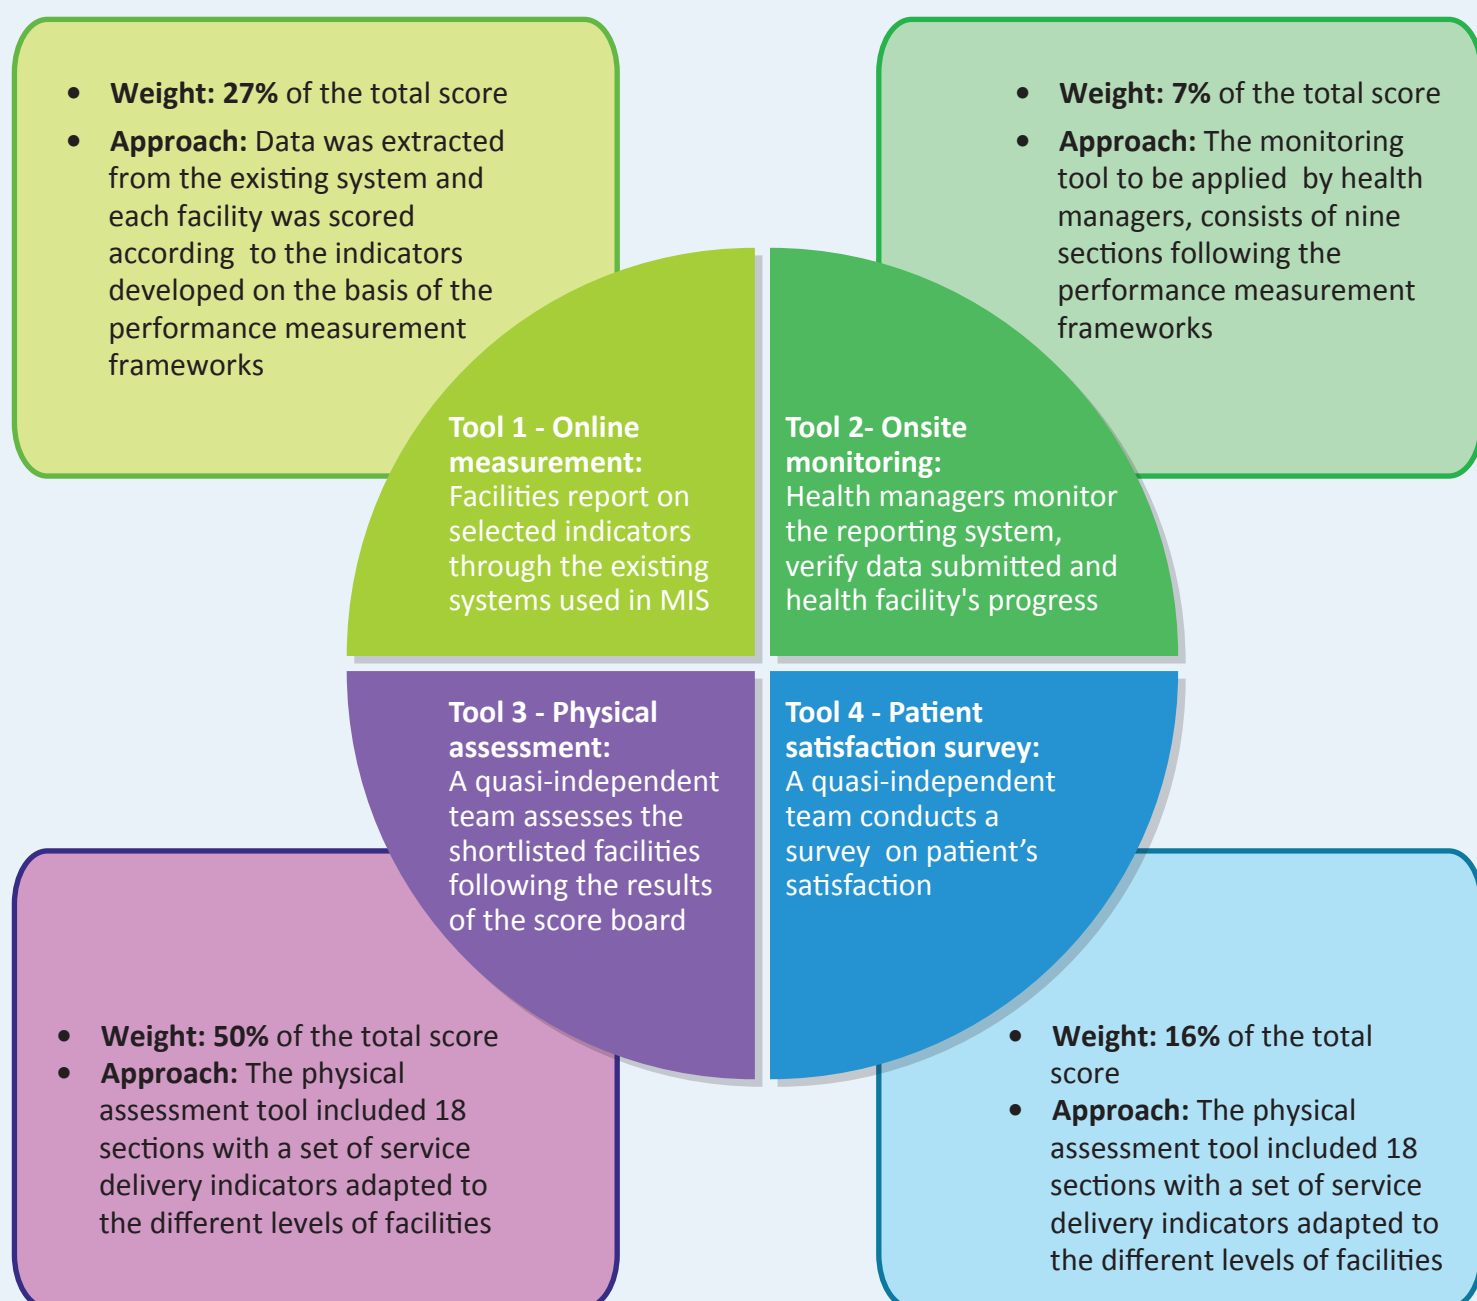 • Weight: 27% of the total score
• Approach: Data was extracted
from the existing system and
each facility was scored
according to the indicators
developed on the basis of the
performance measurement
frameworks
• Weight: 7% of the total score
• Approach: The monitoring
tool to be applied by health
managers, consists of nine
sections following the
performance measurement
frameworks
Tool 1 - Online
measurement:
Facilities report on
selected indicators
through the existing
systems used in MIS
Tool 2- Onsite
monitoring:
Health managers monitor
the reporting system,
verify data submitted and
health facility's progress
Tool 3 - Physical
assessment:
A quasi-independent
team assesses the
shortlisted facilities
following the results
of the score board
Tool 4 - Patient
satisfaction survey:
A quasi-independent
team conducts a
survey on patient’s
satisfaction
• Weight: 50% of the total score
• Approach: The physical
assessment tool included 18
sections with a set of service
delivery indicators adapted to
the different levels of facilities
• Weight: 16% of the total
score
• Approach: The physical
assessment tool included 18
sections with a set of service
delivery indicators adapted to
the different levels of facilities